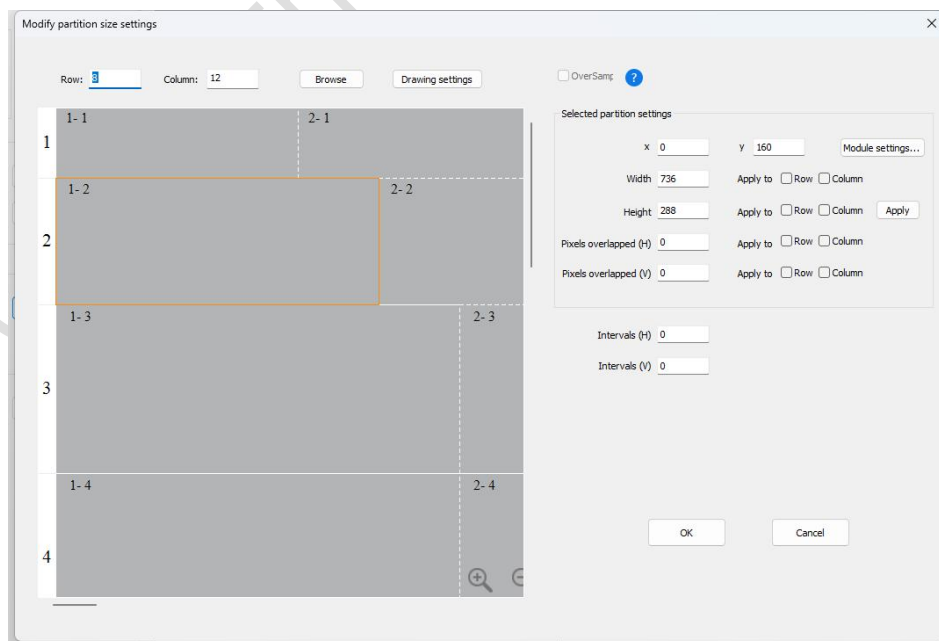 Modify partition size settings
Row: 8 Column: 12 Browse Drawing settings
OverSamp ?
1
1- 1 2- 1
2
1- 2 2- 2
3
1- 3 2- 3
4
1- 4 2- 4
Selected partition settings
x 0 y 160 Module settings...
Width 736 Apply to Row Column
Height 288 Apply to Row Column Apply
Pixels overlapped (H) 0 Apply to Row Column
Pixels overlapped (V) 0 Apply to Row Column
Intervals (H) 0
Intervals (V) 0
OK Cancel